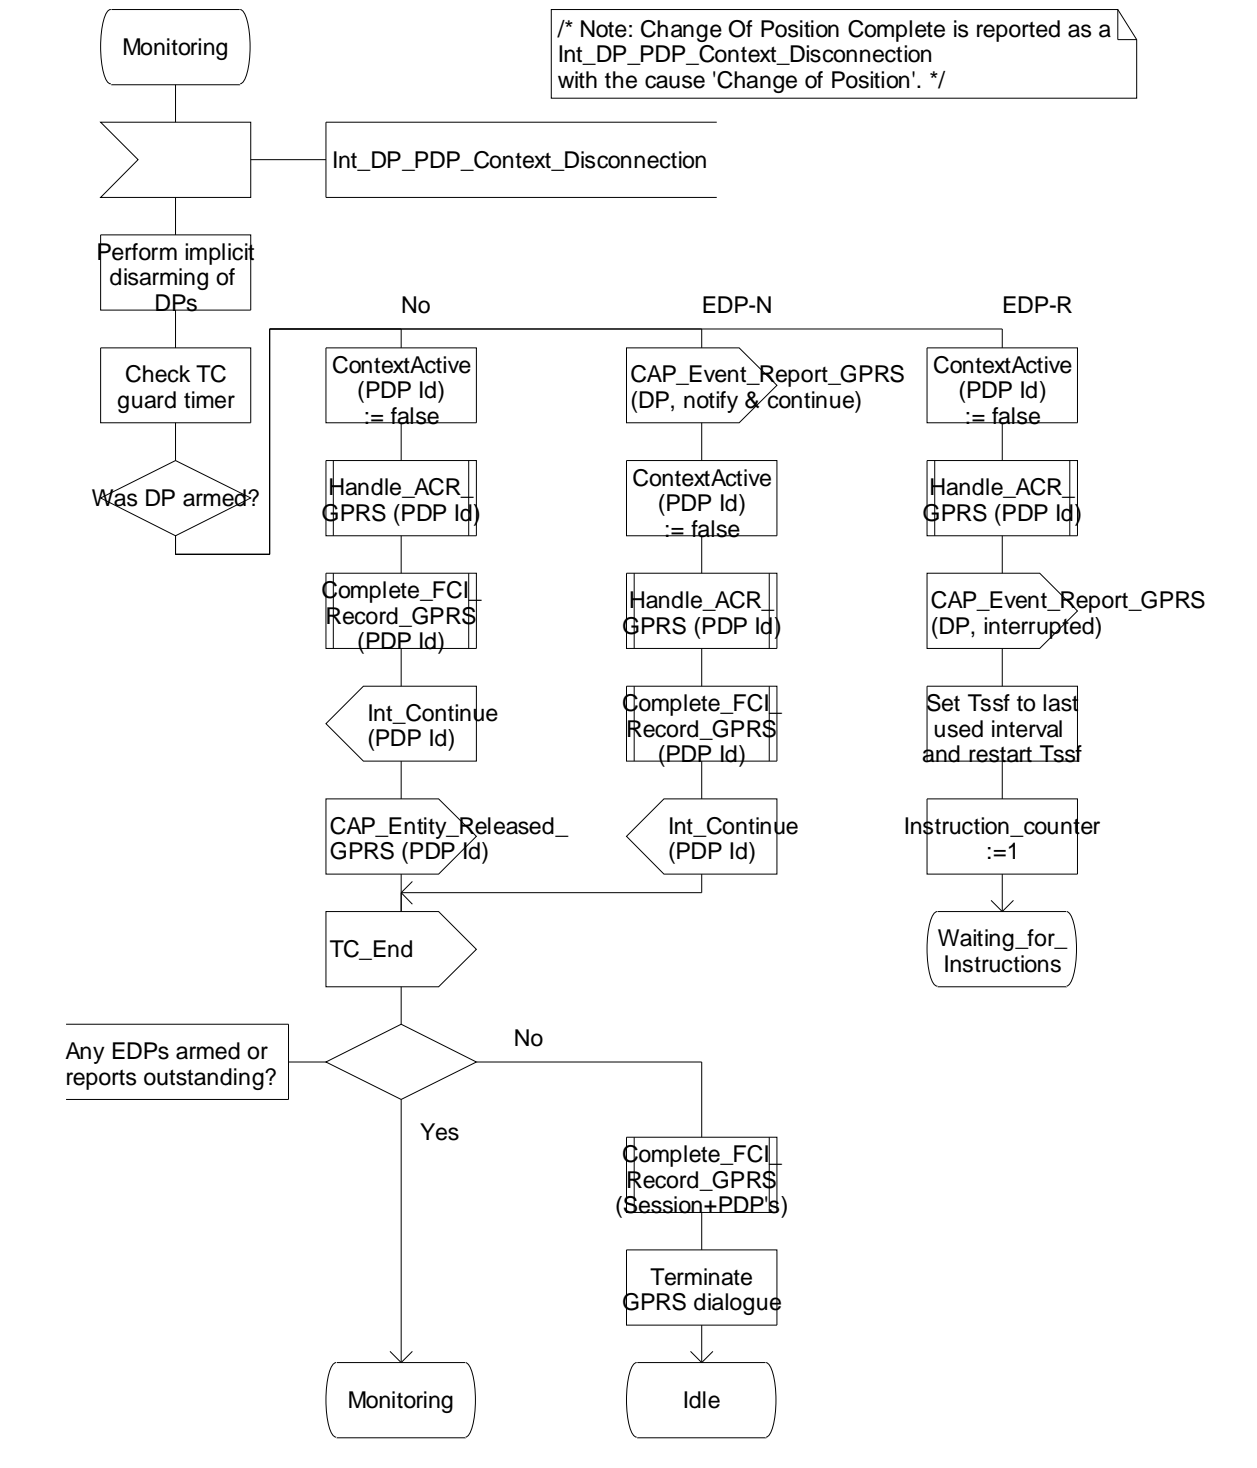 Monitoring
/* Note: Change Of Position Complete is reported as a
Int_DP_PDP_Context_Disconnection
with the cause 'Change of Position'. */
Int_DP_PDP_Context_Disconnection
Perform implicit
disarming of
DPs
Check TC
guard timer
Was DP armed?
No
ContextActive
(PDP Id)
:= false
Handle_ACR_
GPRS (PDP Id)
Complete_FCI_
Record_GPRS
(PDP Id)
Int_Continue
(PDP Id)
CAP_Entity_Released_
GPRS (PDP Id)
EDP-N
CAP_Event_Report_GPRS
(DP, notify & continue)
ContextActive
(PDP Id)
:= false
Handle_ACR_
GPRS (PDP Id)
Complete_FCI_
Record_GPRS
(PDP Id)
Int_Continue
(PDP Id)
EDP-R
ContextActive
(PDP Id)
:= false
Handle_ACR_
GPRS (PDP Id)
CAP_Event_Report_GPRS
(DP, interrupted)
Set Tssf to last
used interval
and restart Tssf
Instruction_counter
:=1
Waiting_for_
Instructions
TC_End
Any EDPs armed or
reports outstanding?
No
Yes
Complete_FCI_
Record_GPRS
(Session+PDP's)
Terminate
GPRS dialogue
Monitoring
Idle